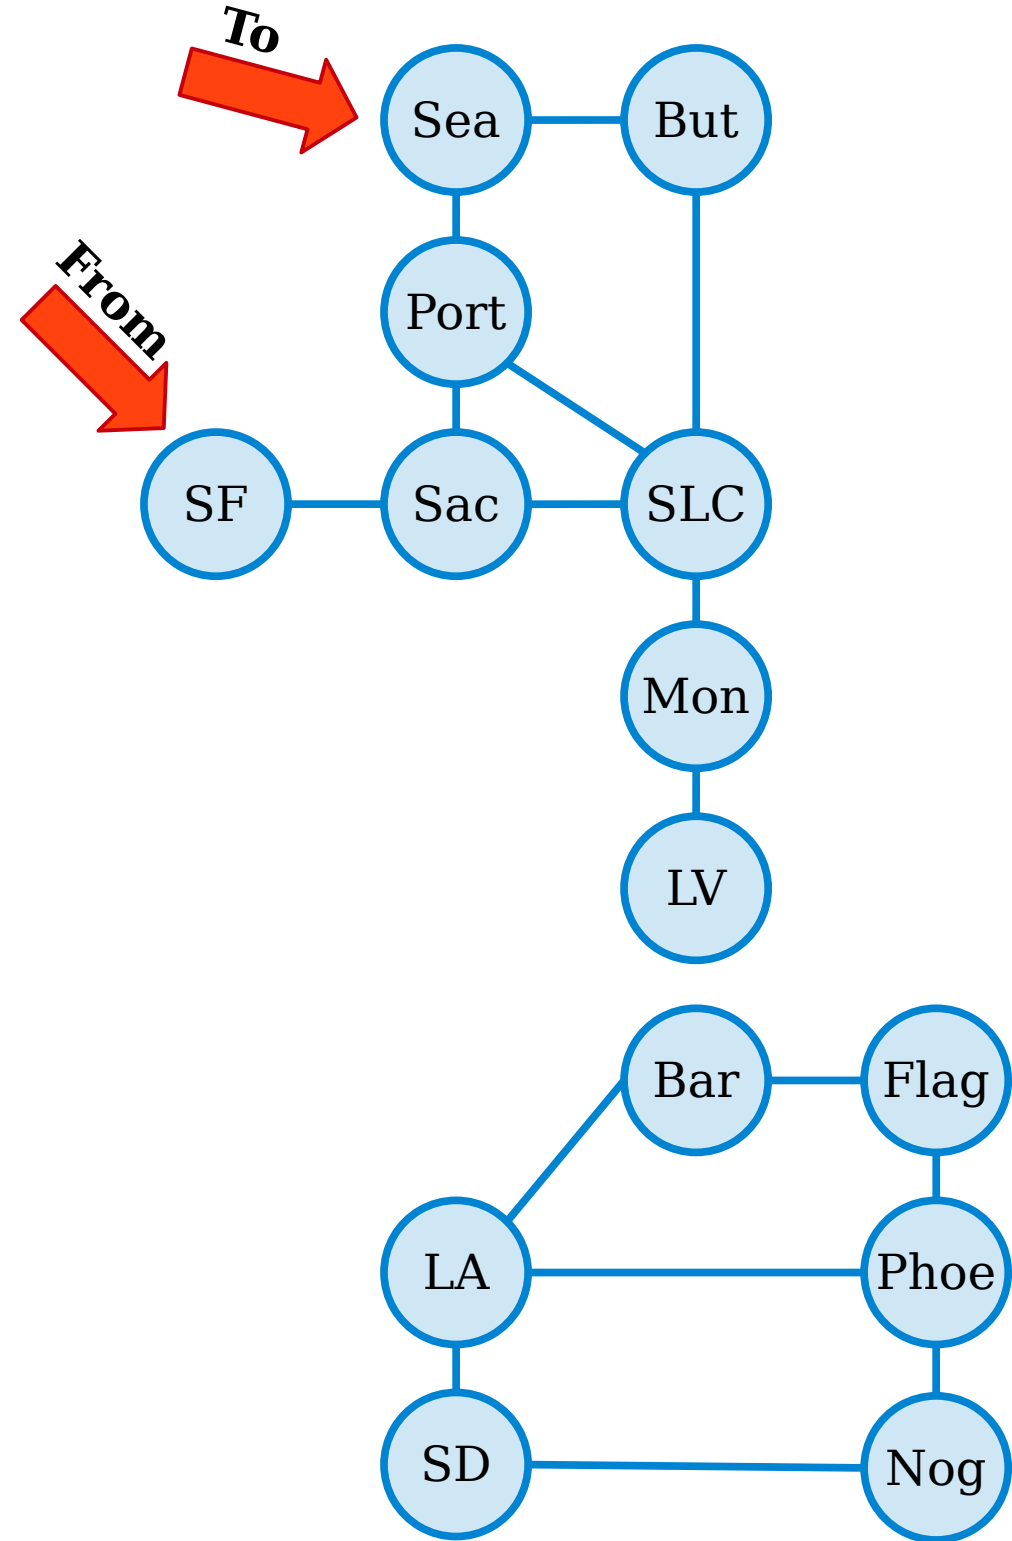 To
Sea
But
From
Port
SF
Sac
SLC
Mon
LV
Bar
Flag
LA
Phoe
SD
Nog